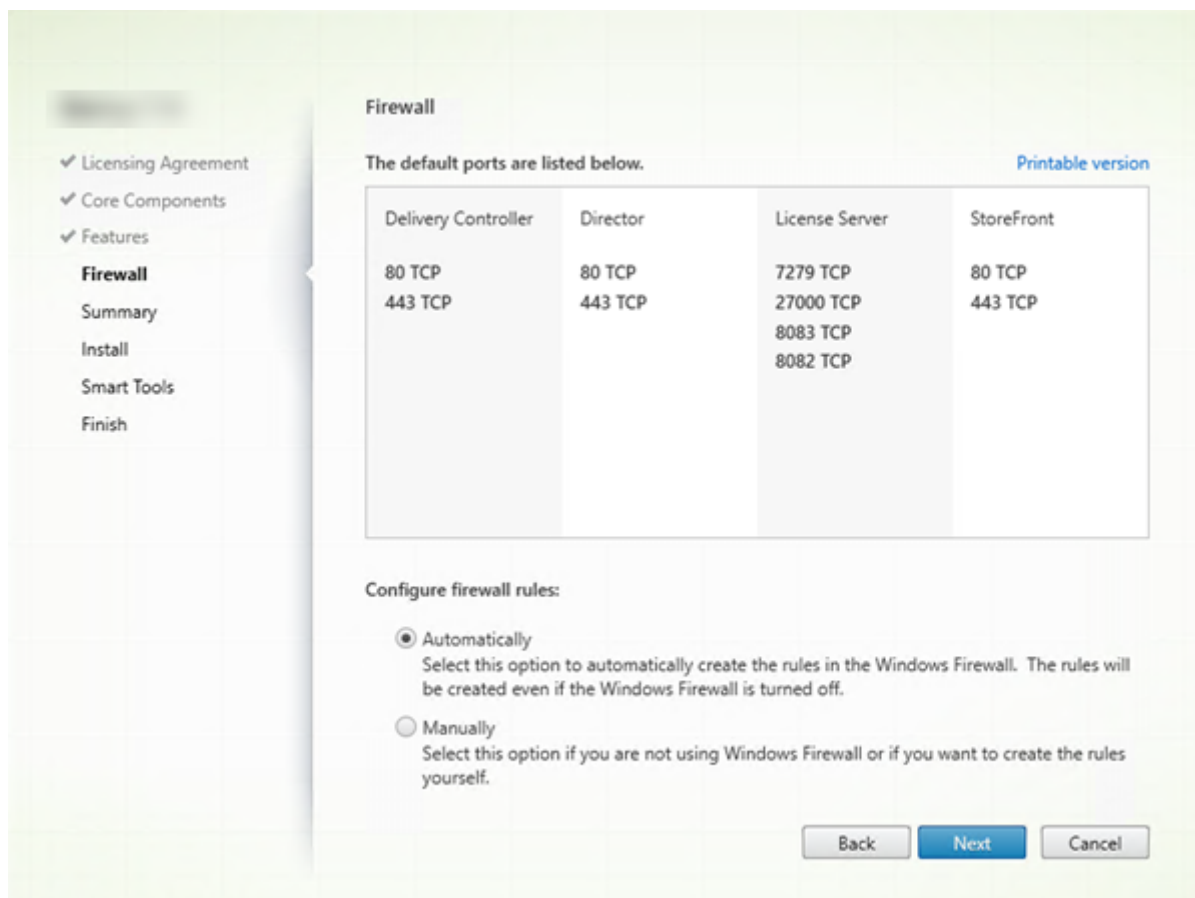 Licensing Agreement
Core Components
Features
Firewall
Summary
Install
Smart Tools
Finish
Firewall
The default ports are listed below.
Printable version
Delivery Controller
80 TCP
443 TCP
Director
80 TCP
443 TCP
License Server
7279 TCP
27000 TCP
8083 TCP
8082 TCP
StoreFront
80 TCP
443 TCP
Configure firewall rules:
Automatically
Select this option to automatically create the rules in the Windows Firewall. The rules will
be created even if the Windows Firewall is turned off.
Manually
Select this option if you are not using Windows Firewall or if you want to create the rules
yourself.
Back
Next
Cancel